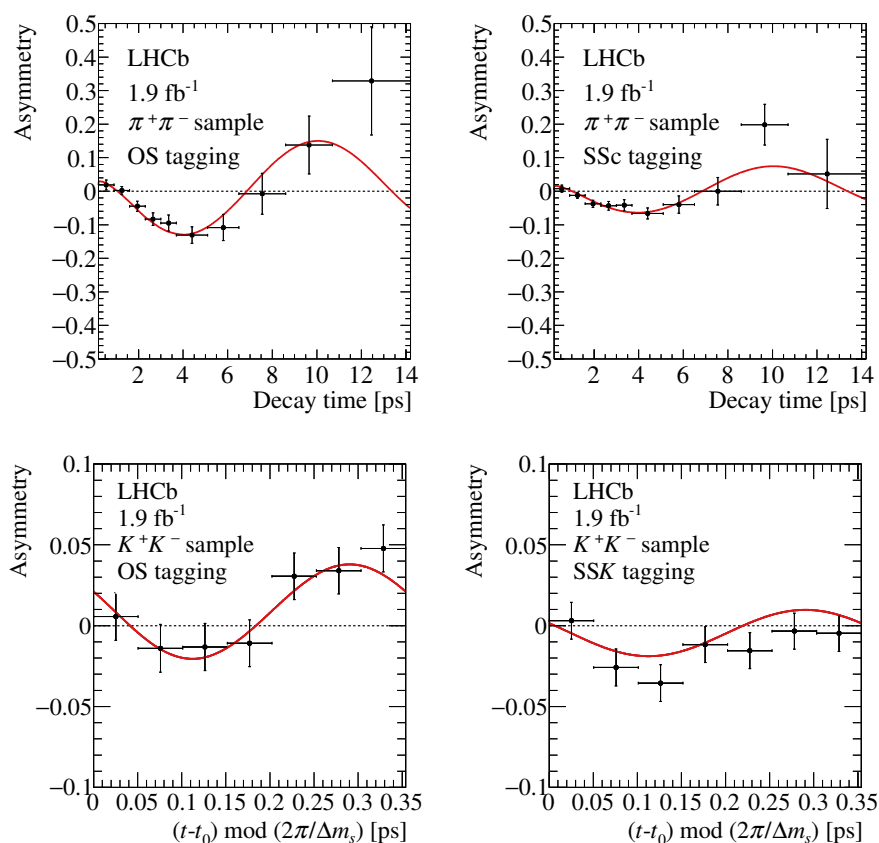 Asymmetry
0.5
0.4
0.3
0.2
0.1
0
−0.1
−0.2
−0.3
−0.4
−0.5
LHCb
1.9 fb⁻¹
π⁺π⁻ sample
OS tagging
2 4 6 8 10 12 14
Decay time [ps]
Asymmetry
0.5
0.4
0.3
0.2
0.1
0
−0.1
−0.2
−0.3
−0.4
−0.5
LHCb
1.9 fb⁻¹
π⁺π⁻ sample
SSc tagging
2 4 6 8 10 12 14
Decay time [ps]
Asymmetry
0.1
0.05
0
−0.05
−0.1
LHCb
1.9 fb⁻¹
K⁺K⁻ sample
OS tagging
0 0.05 0.1 0.15 0.2 0.25 0.3 0.35
(t-t₀) mod (2π/Δmₛ) [ps]
Asymmetry
0.1
0.05
0
−0.05
−0.1
LHCb
1.9 fb⁻¹
K⁺K⁻ sample
SSK tagging
0 0.05 0.1 0.15 0.2 0.25 0.3 0.35
(t-t₀) mod (2π/Δmₛ) [ps]